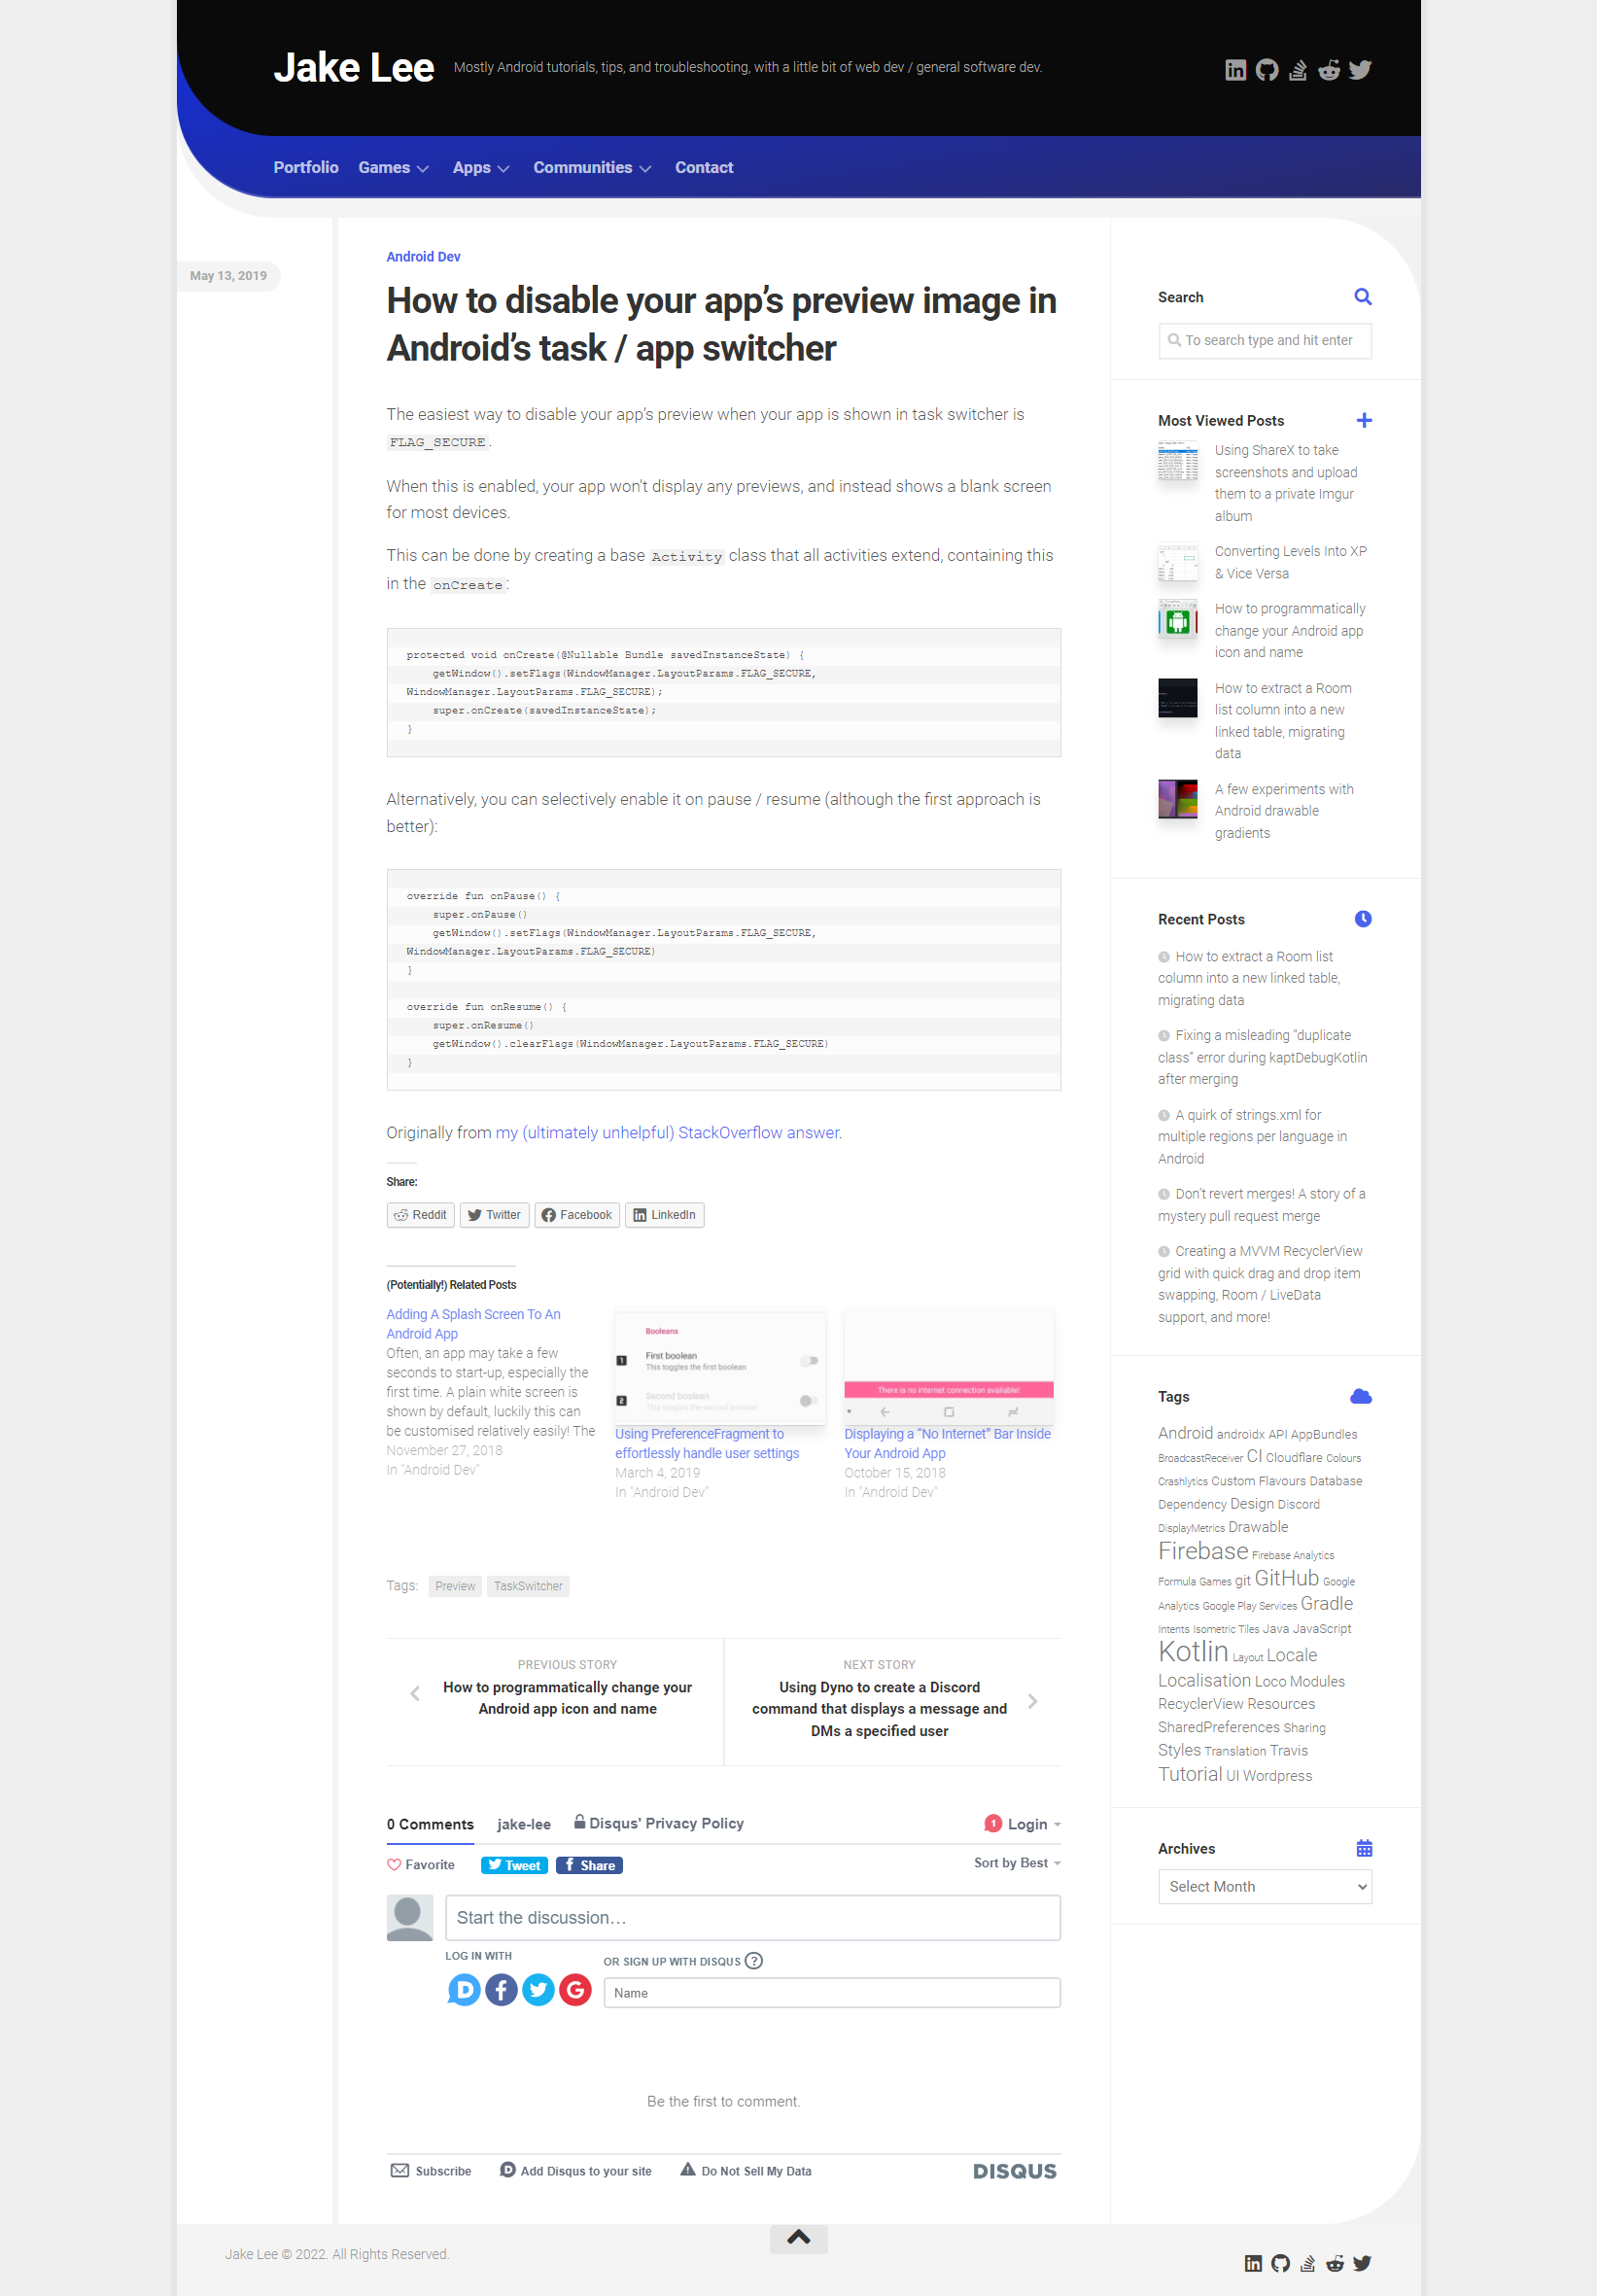 Jake Lee
Mostly Android tutorials, tips, and troubleshooting, with a little bit of web dev / general software dev.
Portfolio Games Apps Communities Contact
May 13, 2019
Android Dev
How to disable your app’s preview image in
Android’s task / app switcher
The easiest way to disable your app’s preview when your app is shown in task switcher is
FLAG_SECURE.
When this is enabled, your app won’t display any previews, and instead shows a blank screen
for most devices.
This can be done by creating a base Activity class that all activities extend, containing this
in the onCreate:
protected void onCreate(@Nullable Bundle savedInstanceState) {
    getWindow().setFlags(WindowManager.LayoutParams.FLAG_SECURE,
WindowManager.LayoutParams.FLAG_SECURE);
    super.onCreate(savedInstanceState);
}
Alternatively, you can selectively enable it on pause / resume (although the first approach is
better):
override fun onPause() {
    super.onPause()
    getWindow().setFlags(WindowManager.LayoutParams.FLAG_SECURE,
WindowManager.LayoutParams.FLAG_SECURE)
}
override fun onResume() {
    super.onResume()
    getWindow().clearFlags(WindowManager.LayoutParams.FLAG_SECURE)
}
Originally from my (ultimately unhelpful) StackOverflow answer.
Share:
Reddit Twitter Facebook LinkedIn
(Potentially!) Related Posts
Adding A Splash Screen To An
Android App
Often, an app may take a few
seconds to start-up, especially the
first time. A plain white screen is
shown by default, luckily this can
be customised relatively easily! The
November 27, 2018
In "Android Dev"
Booleans
First boolean
This toggles the first boolean
Second boolean
This toggles the second boolean
Using PreferenceFragment to
effortlessly handle user settings
March 4, 2019
In "Android Dev"
There is no internet connection available!
Displaying a “No Internet” Bar Inside
Your Android App
October 15, 2018
In "Android Dev"
Tags: Preview TaskSwitcher
PREVIOUS STORY
How to programmatically change your
Android app icon and name
NEXT STORY
Using Dyno to create a Discord
command that displays a message and
DMs a specified user
0 Comments jake-lee Disqus' Privacy Policy 1 Login
Favorite Tweet Share Sort by Best
Start the discussion…
LOG IN WITH
OR SIGN UP WITH DISQUS ?
Name
Be the first to comment.
Subscribe Add Disqus to your site Do Not Sell My Data DISQUS
Search
To search type and hit enter
Most Viewed Posts
Using ShareX to take
screenshots and upload
them to a private Imgur
album
Converting Levels Into XP
& Vice Versa
How to programmatically
change your Android app
icon and name
How to extract a Room
list column into a new
linked table, migrating
data
A few experiments with
Android drawable
gradients
Recent Posts
How to extract a Room list
column into a new linked table,
migrating data
Fixing a misleading “duplicate
class” error during kaptDebugKotlin
after merging
A quirk of strings.xml for
multiple regions per language in
Android
Don’t revert merges! A story of a
mystery pull request merge
Creating a MVVM RecyclerView
grid with quick drag and drop item
swapping, Room / LiveData
support, and more!
Tags
Android androidx API AppBundles
BroadcastReceiver CI Cloudflare Colours
Crashlytics Custom Flavours Database
Dependency Design Discord
DisplayMetrics Drawable
Firebase Firebase Analytics
Formula Games git GitHub Google
Analytics Google Play Services Gradle
Intents Isometric Tiles Java JavaScript
Kotlin Layout Locale
Localisation Loco Modules
RecyclerView Resources
SharedPreferences Sharing
Styles Translation Travis
Tutorial UI Wordpress
Archives
Select Month
Jake Lee © 2022. All Rights Reserved.